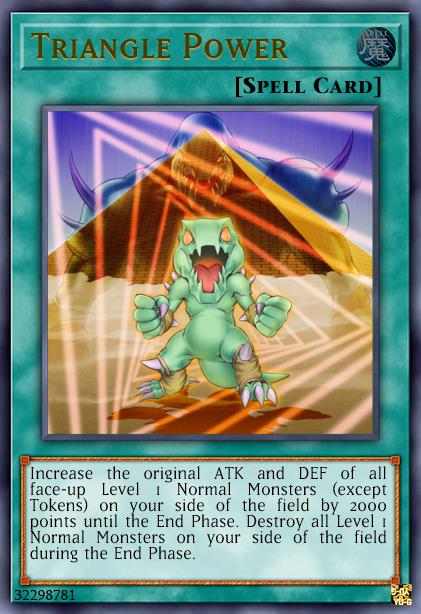 Triangle Power
[Spell Card]
Increase the original ATK and DEF of all
face-up Level 1 Normal Monsters (except
Tokens) on your side of the field by 2000
points until the End Phase. Destroy all Level 1
Normal Monsters on your side of the field
during the End Phase.
32298781